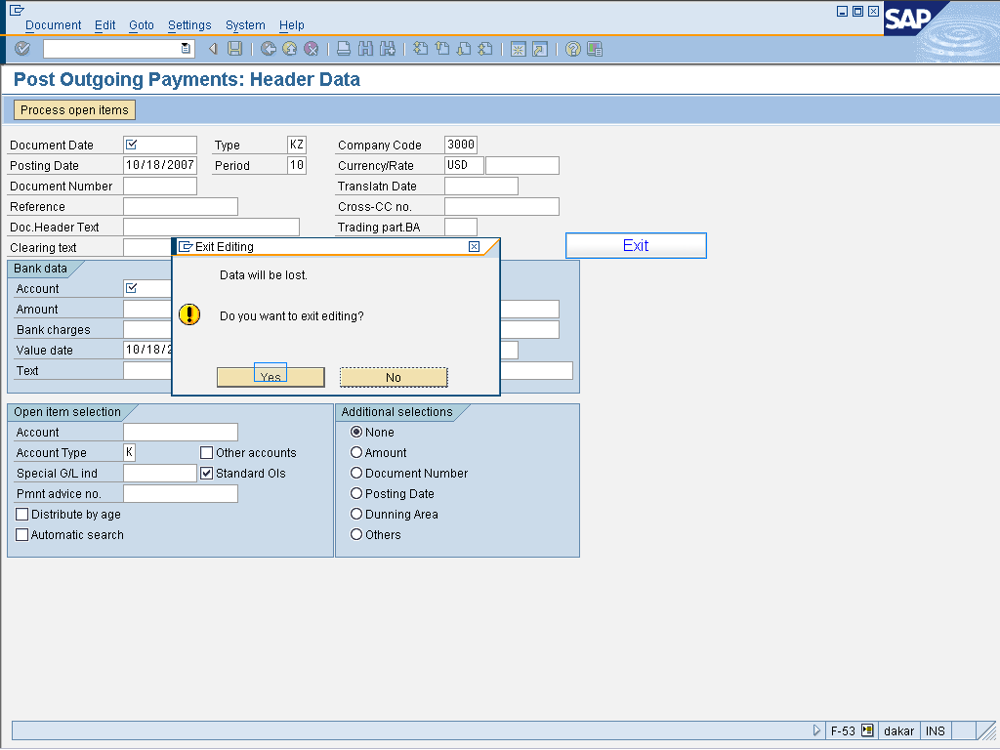 Document Edit Goto Settings System Help
SAP
Post Outgoing Payments: Header Data
Process open items
Document Date Type KZ Company Code 3000
Posting Date 10/18/2007 Period 10 Currency/Rate USD
Document Number Translatn Date
Reference Cross-CC no.
Doc.Header Text Trading part.BA
Clearing text
Exit
Exit Editing
Data will be lost.
Do you want to exit editing?
Yes No
Bank data
Account
Amount
Bank charges
Value date 10/18/2
Text
Open item selection
Account
Account Type K Other accounts
Special G/L ind Standard OIs
Pmnt advice no.
Distribute by age
Automatic search
Additional selections
None
Amount
Document Number
Posting Date
Dunning Area
Others
F-53 dakar INS